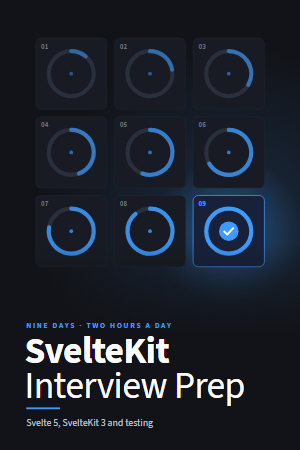 01 02 03
04 05 06
07 08 09
NINE DAYS · TWO HOURS A DAY
SvelteKit
Interview Prep
Svelte 5, SvelteKit 3 and testing